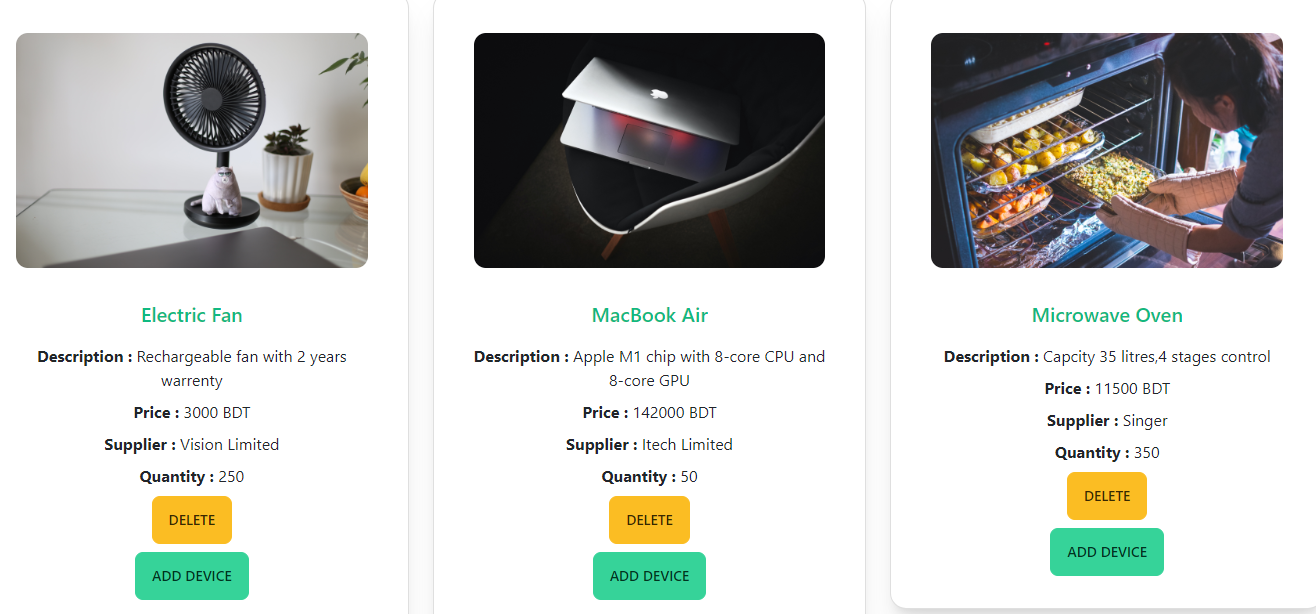 Electric Fan
Description : Rechargeable fan with 2 years
warrenty
Price : 3000 BDT
Supplier : Vision Limited
Quantity : 250
DELETE
ADD DEVICE
MacBook Air
Description : Apple M1 chip with 8-core CPU and
8-core GPU
Price : 142000 BDT
Supplier : Itech Limited
Quantity : 50
DELETE
ADD DEVICE
Microwave Oven
Description : Capcity 35 litres,4 stages control
Price : 11500 BDT
Supplier : Singer
Quantity : 350
DELETE
ADD DEVICE